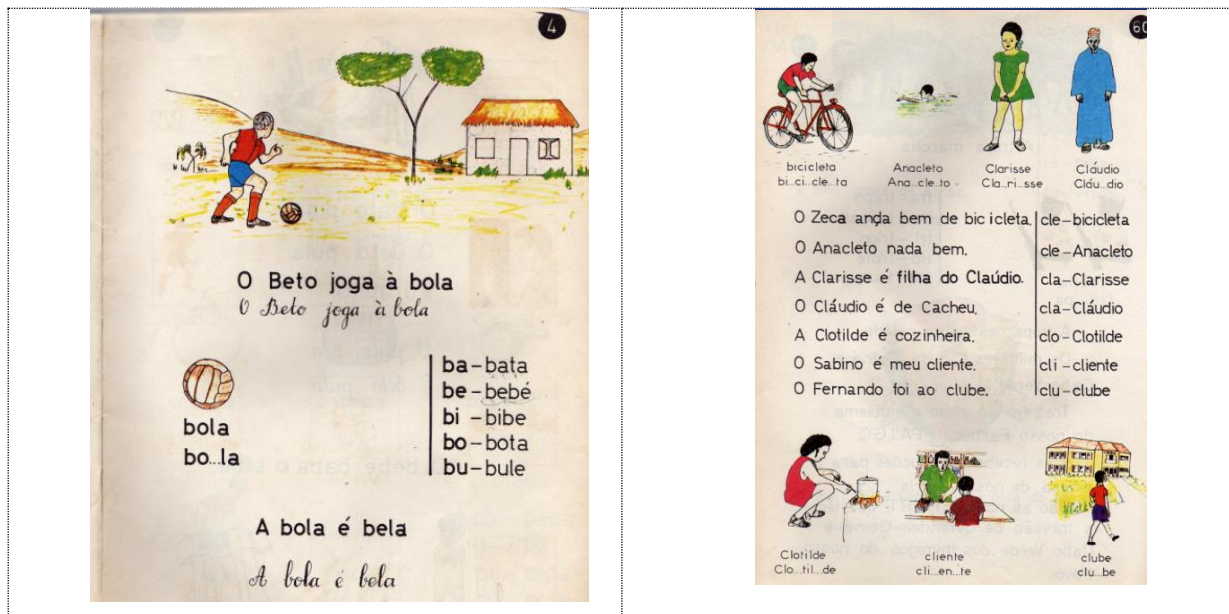 4
O Beto joga à bola
O Beto joga à bola
bola
bo...la
ba-bata
be-bebé
bi-bibe
bo-bota
bu-bule
A bola é bela
A bola é bela
60
bicicleta
bi...ci...cle...ta
Anacleto
Ana...cle...to
Clarisse
Cla...ri...sse
Cláudio
Cláu...dio
O Zeca anda bem de bicicleta.
O Anacleto nada bem.
A Clarisse é filha do Claúdio.
O Cláudio é de Cacheu.
A Clotilde é cozinheira.
O Sabino é meu cliente.
O Fernando foi ao clube.
cle-bicicleta
cle-Anacleto
cla-Clarisse
cla-Cláudio
clo-Clotilde
cli-cliente
clu-clube
Clotilde
Clo...til...de
cliente
cli...en...te
clube
clu...be